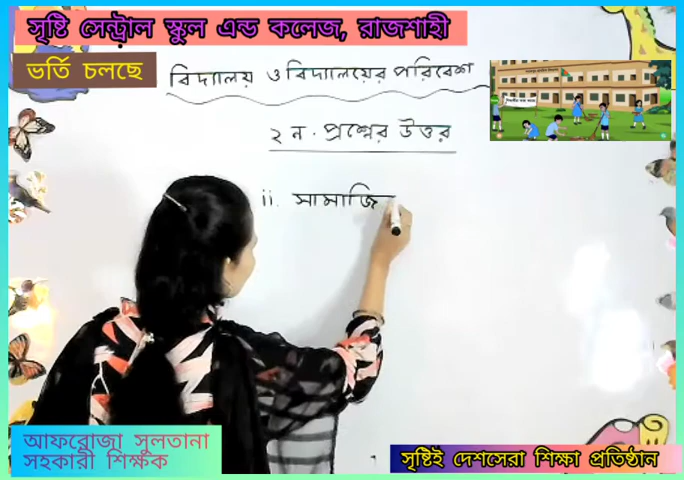 সৃষ্টি সেন্ট্রাল স্কুল এন্ড কলেজ, রাজশাহী
ভর্তি চলছে
বিদ্যালয় ও বিদ্যালয়ের পরিবেশ
২ ন. প্রশ্নের উত্তর
ii. সামাজি
আফরোজা সুলতানা
সহকারী শিক্ষক
সৃষ্টিই দেশসেরা শিক্ষা প্রতিষ্ঠান